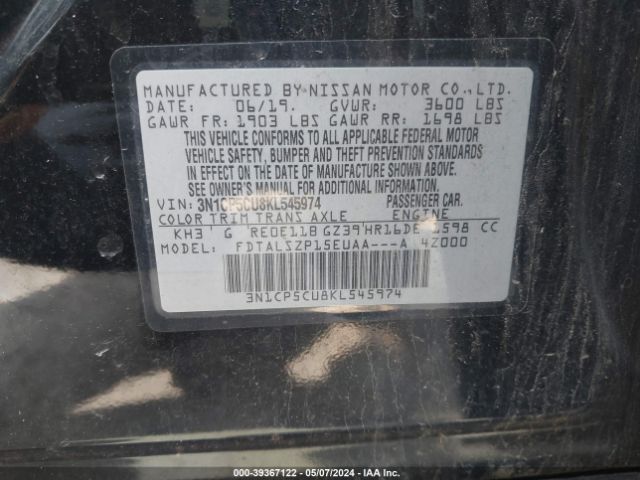 MANUFACTURED BY NISSAN MOTOR CO.,LTD.
DATE: 06/19. GVWR: 3600 LBS
GAWR FR: 1903 LBS GAWR RR: 1698 LBS
THIS VEHICLE CONFORMS TO ALL APPLICABLE FEDERAL MOTOR
VEHICLE SAFETY, BUMPER AND THEFT PREVENTION STANDARDS
IN EFFECT ON THE DATE OF MANUFACTURE SHOWN ABOVE.
SEE OWNER'S MANUAL FOR ADDITIONAL INFORMATION.
VIN: 3N1CP5CU8KL545974 PASSENGER CAR.
COLOR TRIM TRANS AXLE ENGINE
KH3 G RE0E11B GZ39 HR16DE 1598 CC
MODEL: FDTALSZP15EUAA---A 4Z000
3N1CP5CU8KL545974
000-39367122 - 05/07/2024 - IAA Inc.